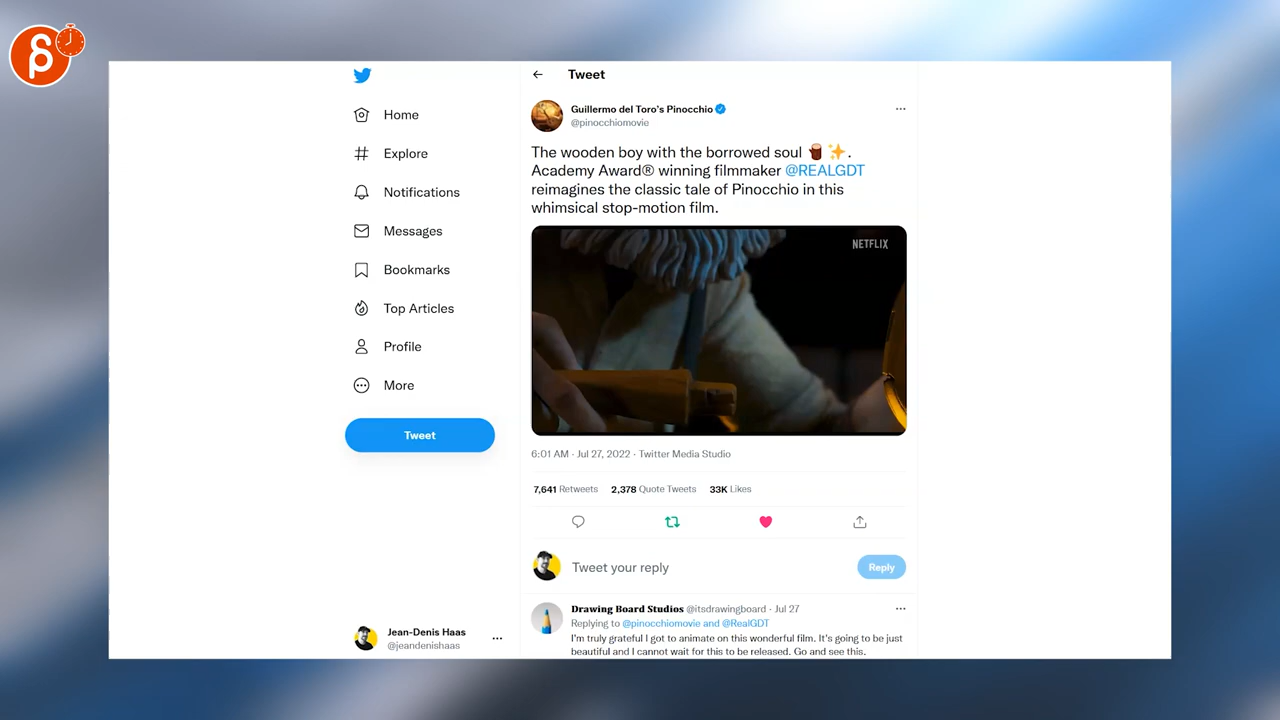 Tweet
Home
Explore
Notifications
Messages
Bookmarks
Top Articles
Profile
More
Tweet
Jean-Denis Haas
@jeandenishaas
Guillermo del Toro's Pinocchio
@pinocchiomovie
The wooden boy with the borrowed soul 🪵✨.
Academy Award® winning filmmaker @REALGDT
reimagines the classic tale of Pinocchio in this
whimsical stop-motion film.
NETFLIX
6:01 AM · Jul 27, 2022 · Twitter Media Studio
7,641 Retweets 2,378 Quote Tweets 33K Likes
Tweet your reply
Reply
Drawing Board Studios @itsdrawingboard · Jul 27
Replying to @pinocchiomovie and @RealGDT
I'm truly grateful I got to animate on this wonderful film. It's going to be just
beautiful and I cannot wait for this to be released. Go and see this.